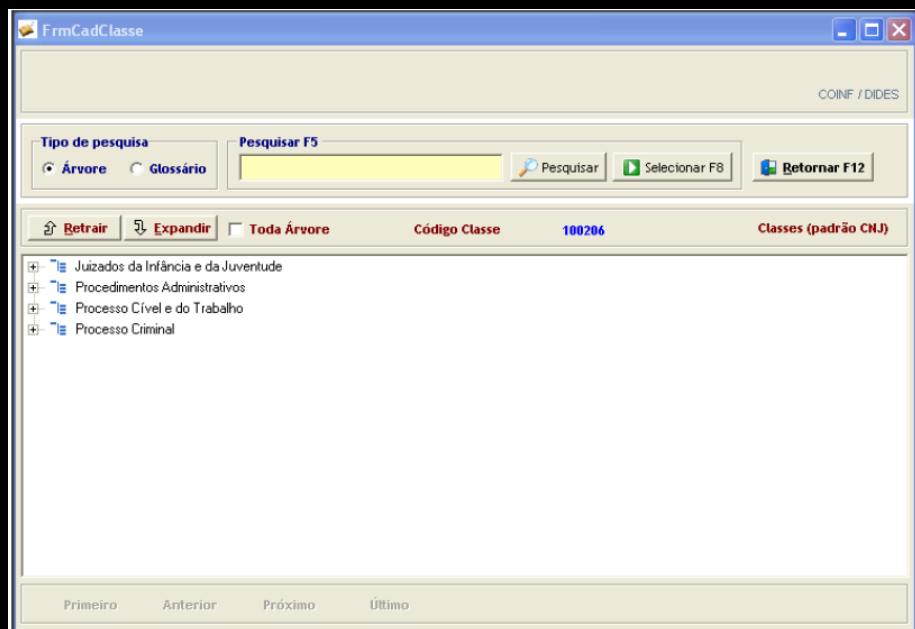 FrmCadClasse
COINF / DIDES
Tipo de pesquisa
Árvore Glossário
Pesquisar F5
Pesquisar Selecionar F8 Retornar F12
Retrair Expandir Toda Árvore Código Classe 100206 Classes (padrão CNJ)
Juizados da Infância e da Juventude
Procedimentos Administrativos
Processo Cível e do Trabalho
Processo Criminal
Primeiro Anterior Próximo Último